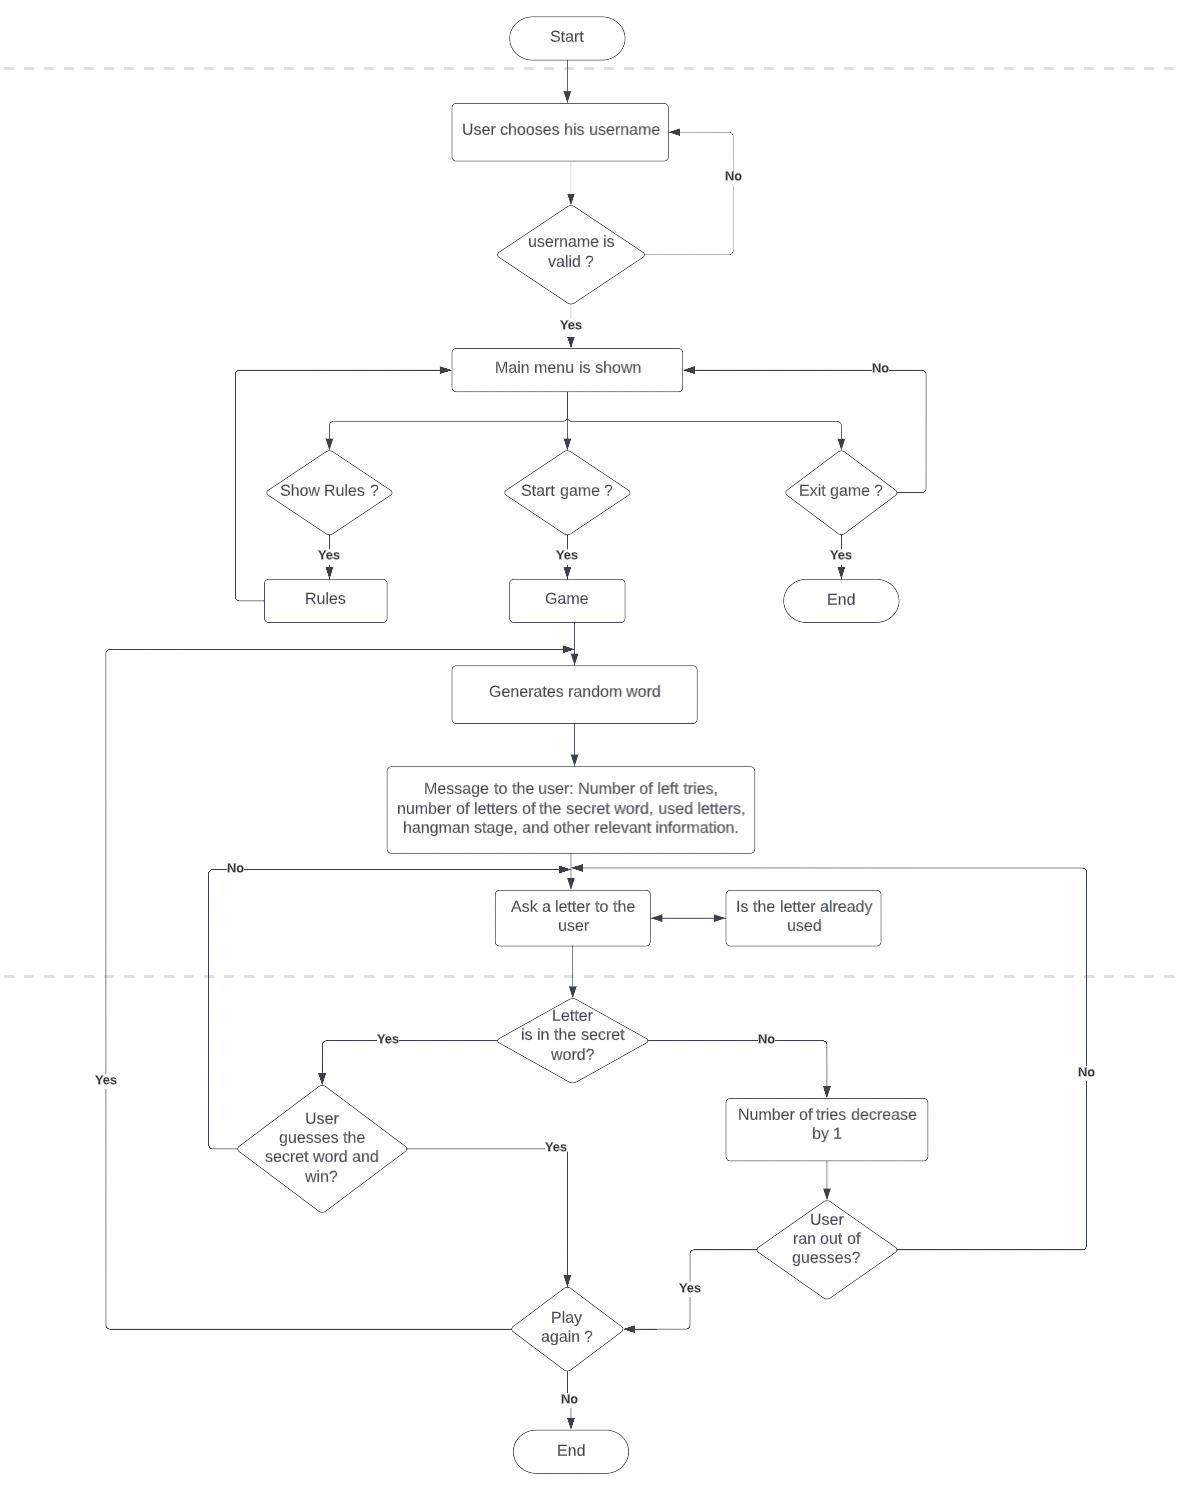 Start
User chooses his username
No
username is
valid ?
Yes
Main menu is shown
No
Show Rules ?
Start game ?
Exit game ?
Yes
Yes
Yes
Rules
Game
End
Generates random word
Message to the user: Number of left tries,
number of letters of the secret word, used letters,
hangman stage, and other relevant information.
No
Ask a letter to the
user
Is the letter already
used
Letter
is in the secret
word?
Yes
No
Yes
No
User
guesses the
secret word and
win?
Yes
Number of tries decrease
by 1
User
ran out of
guesses?
Yes
Play
again ?
No
End